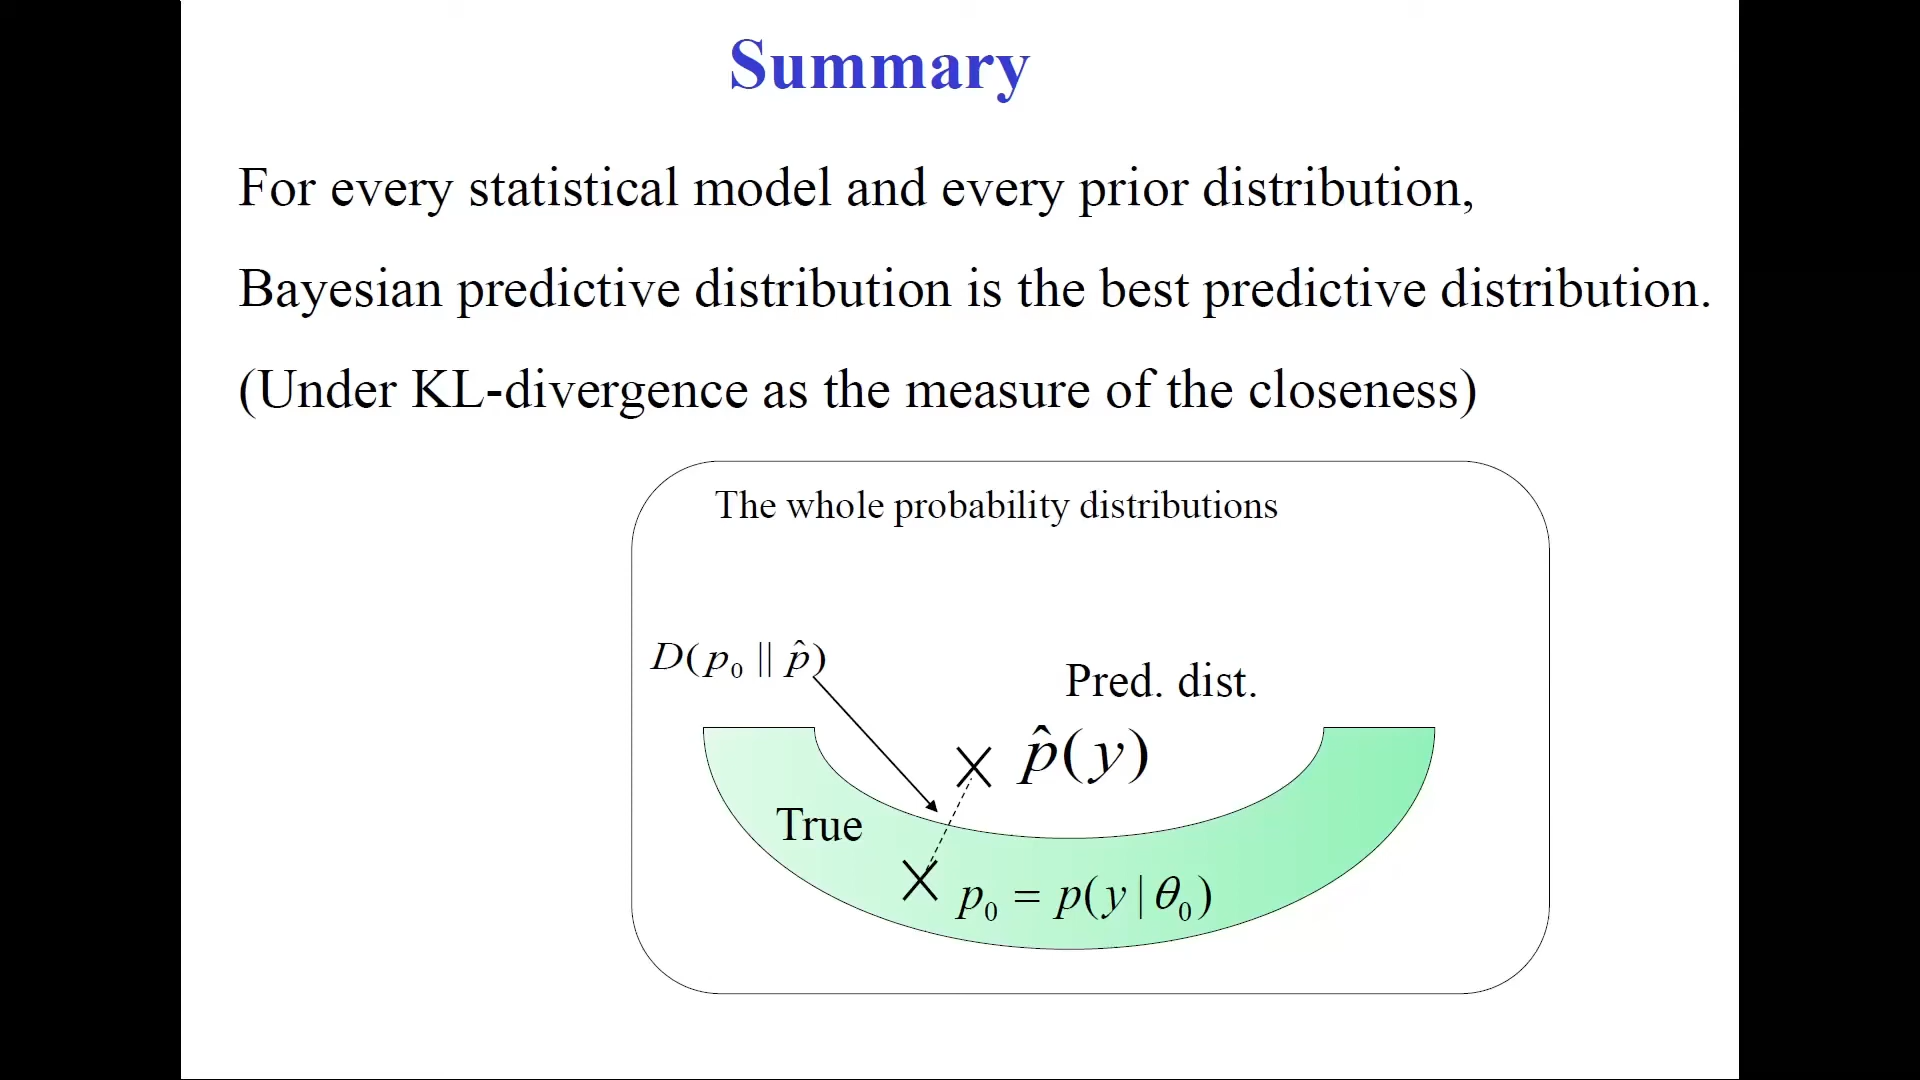 Summary
For every statistical model and every prior distribution,
Bayesian predictive distribution is the best predictive distribution.
(Under KL-divergence as the measure of the closeness)
The whole probability distributions
D(p₀ || p̂)
Pred. dist.
p̂(y)
True
p₀ = p(y | θ₀)